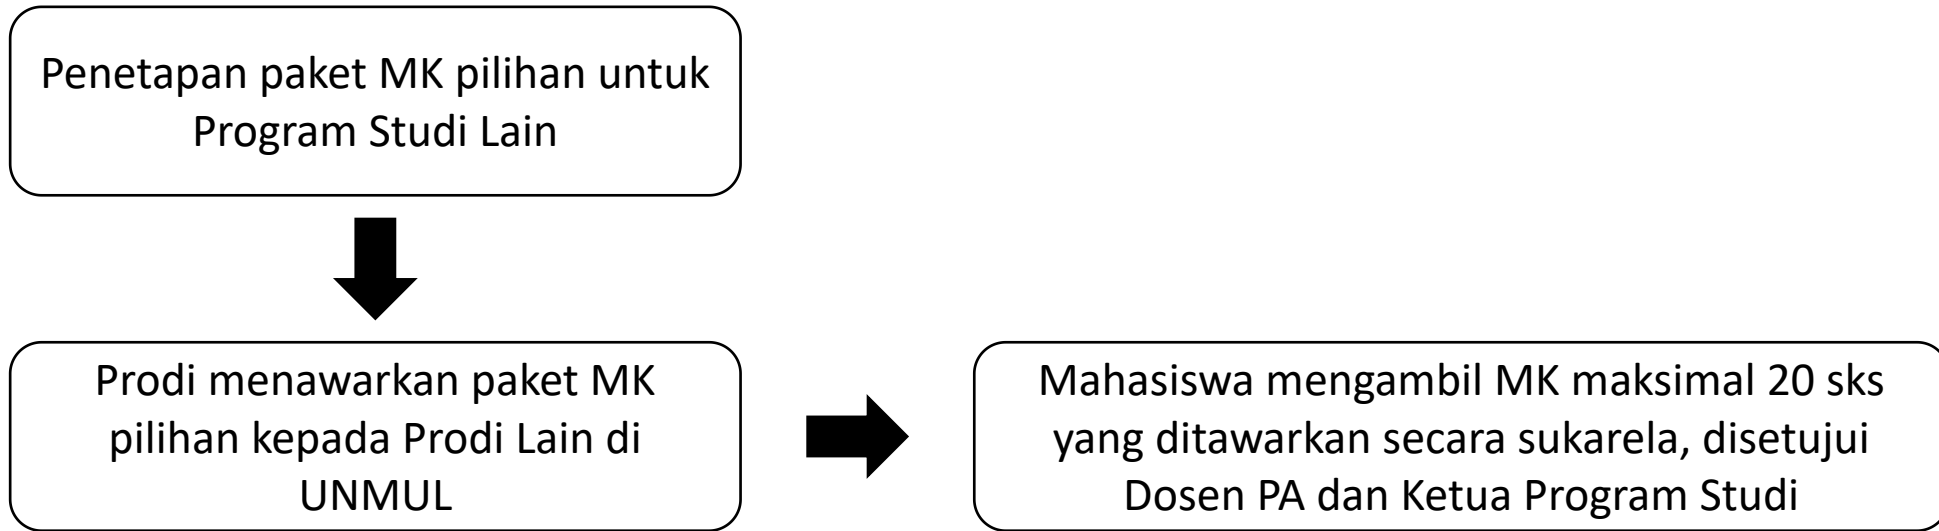 Penetapan paket MK pilihan untuk
Program Studi Lain
Prodi menawarkan paket MK
pilihan kepada Prodi Lain di
UNMUL
Mahasiswa mengambil MK maksimal 20 sks
yang ditawarkan secara sukarela, disetujui
Dosen PA dan Ketua Program Studi